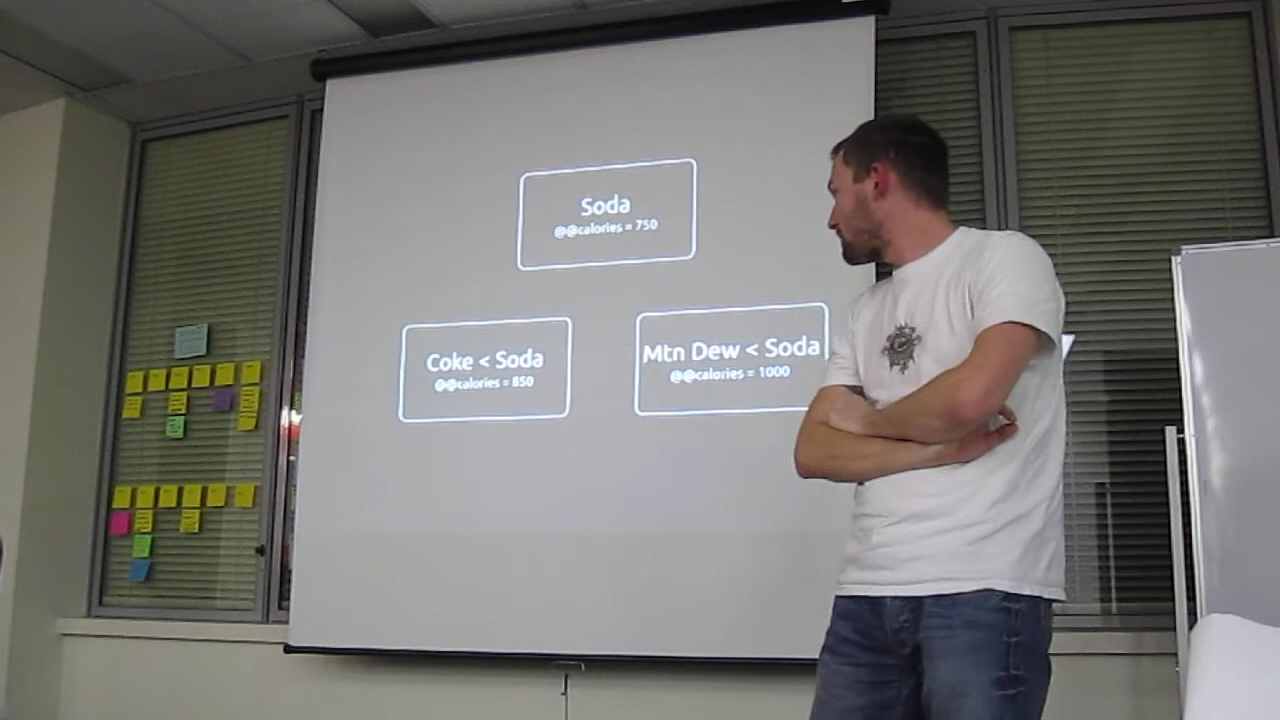 Soda
@@calories = 750
Coke < Soda
@@calories = 850
Mtn Dew < Soda
@@calories = 1000